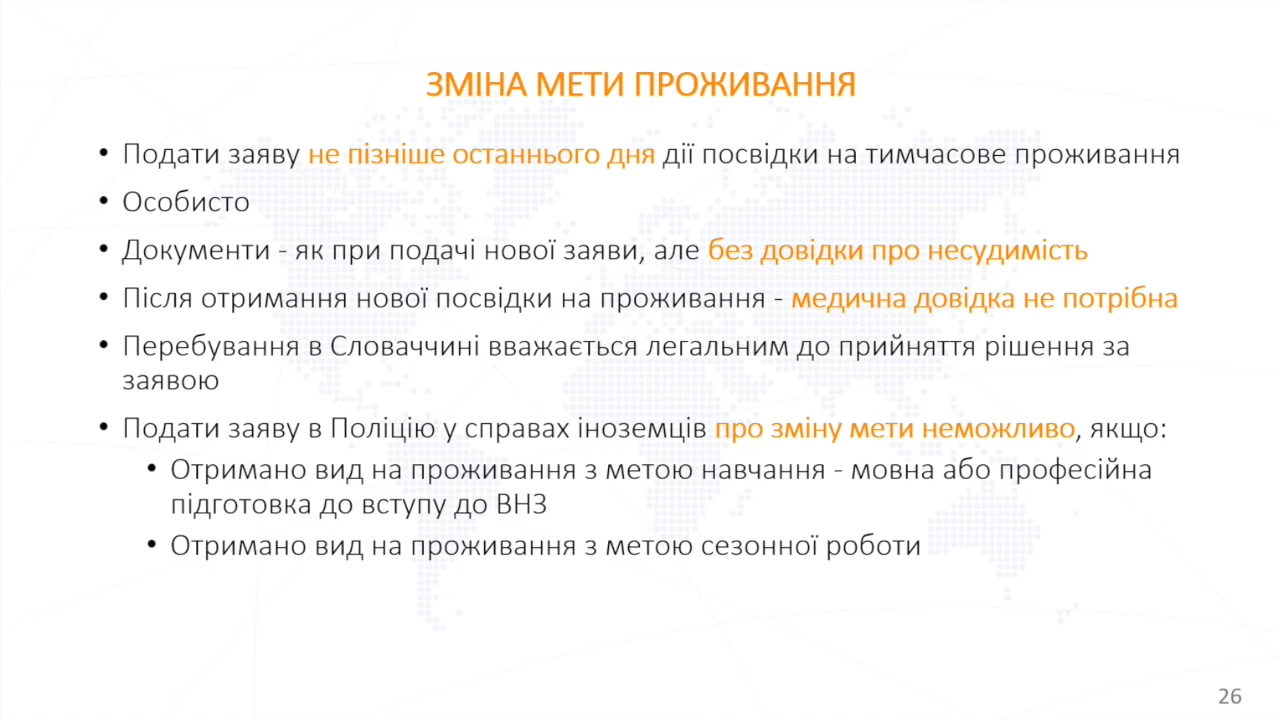 ЗМІНА МЕТИ ПРОЖИВАННЯ
• Подати заяву не пізніше останнього дня дії посвідки на тимчасове проживання
• Особисто
• Документи - як при подачі нової заяви, але без довідки про несудимість
• Після отримання нової посвідки на проживання - медична довідка не потрібна
• Перебування в Словаччині вважається легальним до прийняття рішення за
заявою
• Подати заяву в Поліцію у справах іноземців про зміну мети неможливо, якщо:
• Отримано вид на проживання з метою навчання - мовна або професійна
підготовка до вступу до ВНЗ
• Отримано вид на проживання з метою сезонної роботи
26